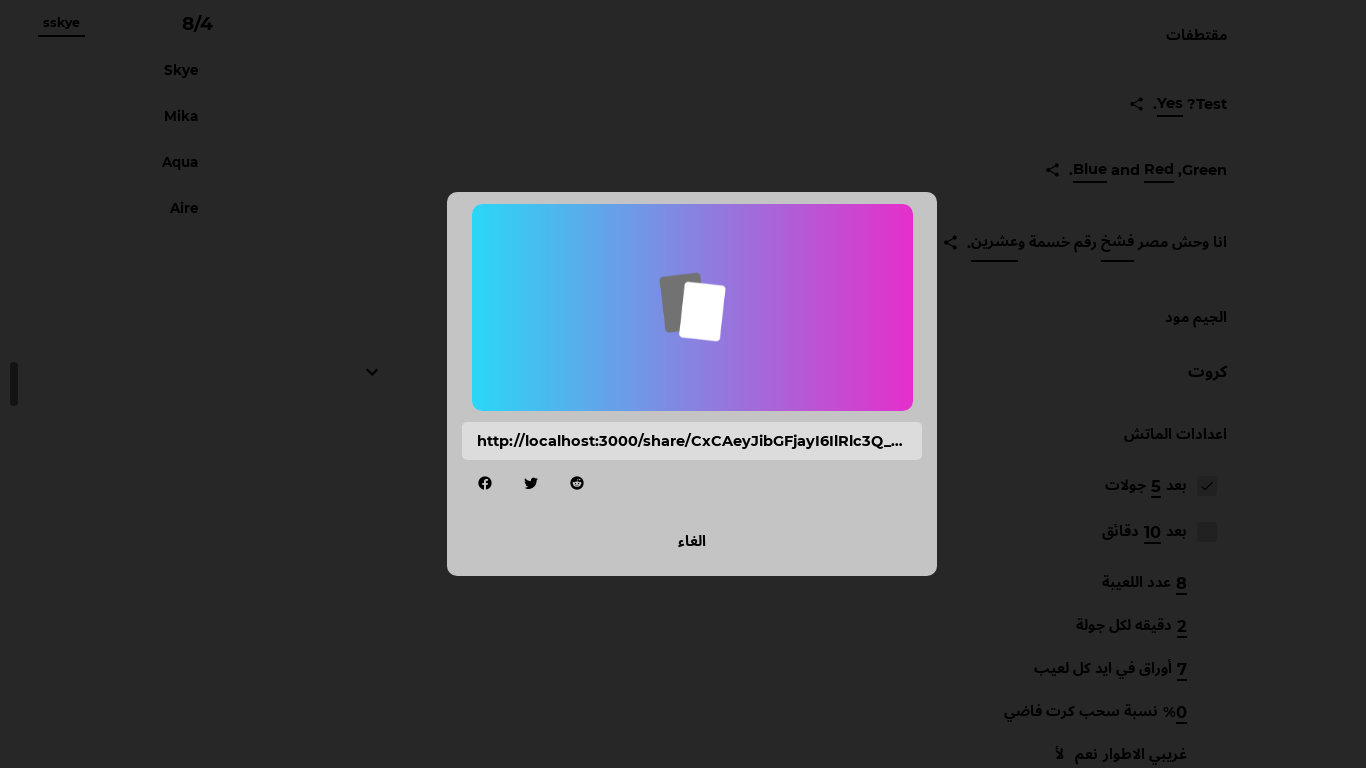 sskye
8/4
Skye
Mika
Aqua
Aire
مقتطفات
Test? Yes.
Green, Red and Blue.
انا وحش مصر فشخ رقم خمسة وعشرين.
الجيم مود
كروت
اعدادات الماتش
بعد 5 جولات
بعد 10 دقائق
8 عدد اللعيبة
2 دقيقه لكل جولة
7 أوراق في ايد كل لعيب
0% نسبة سحب كرت فاضي
غريبي الاطوار نعم لأ
http://localhost:3000/share/CxCAeyJibGFjayI6IlRlc3Q_...
الغاء